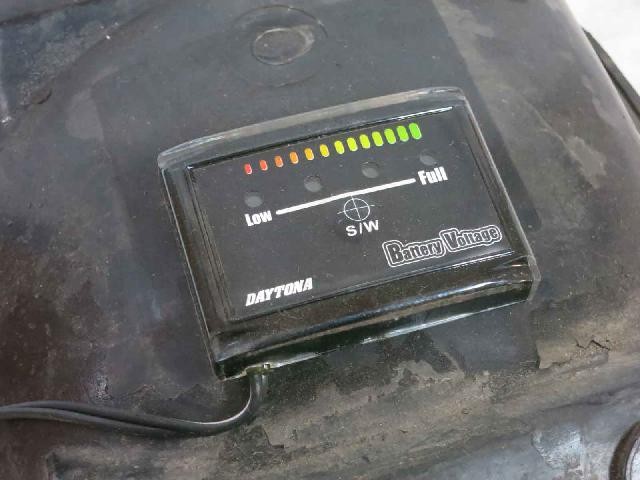 Low Full
S/W
Battery Voltage
DAYTONA